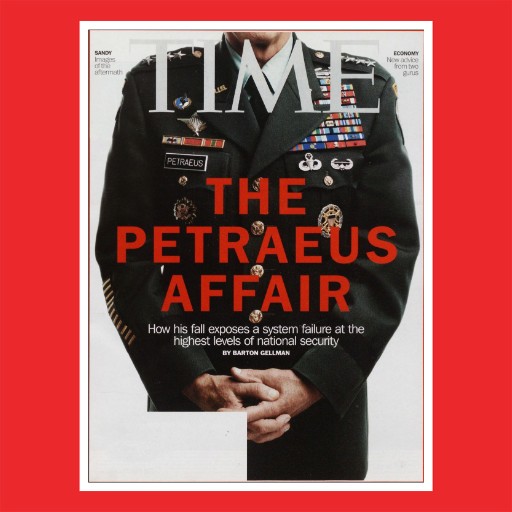 SANDY
Images
of the
aftermath
TIME
ECONOMY
New advice
from two
gurus
PETRAEUS
THE
PETRAEUS
AFFAIR
How his fall exposes a system failure at the
highest levels of national security
BY BARTON GELLMAN